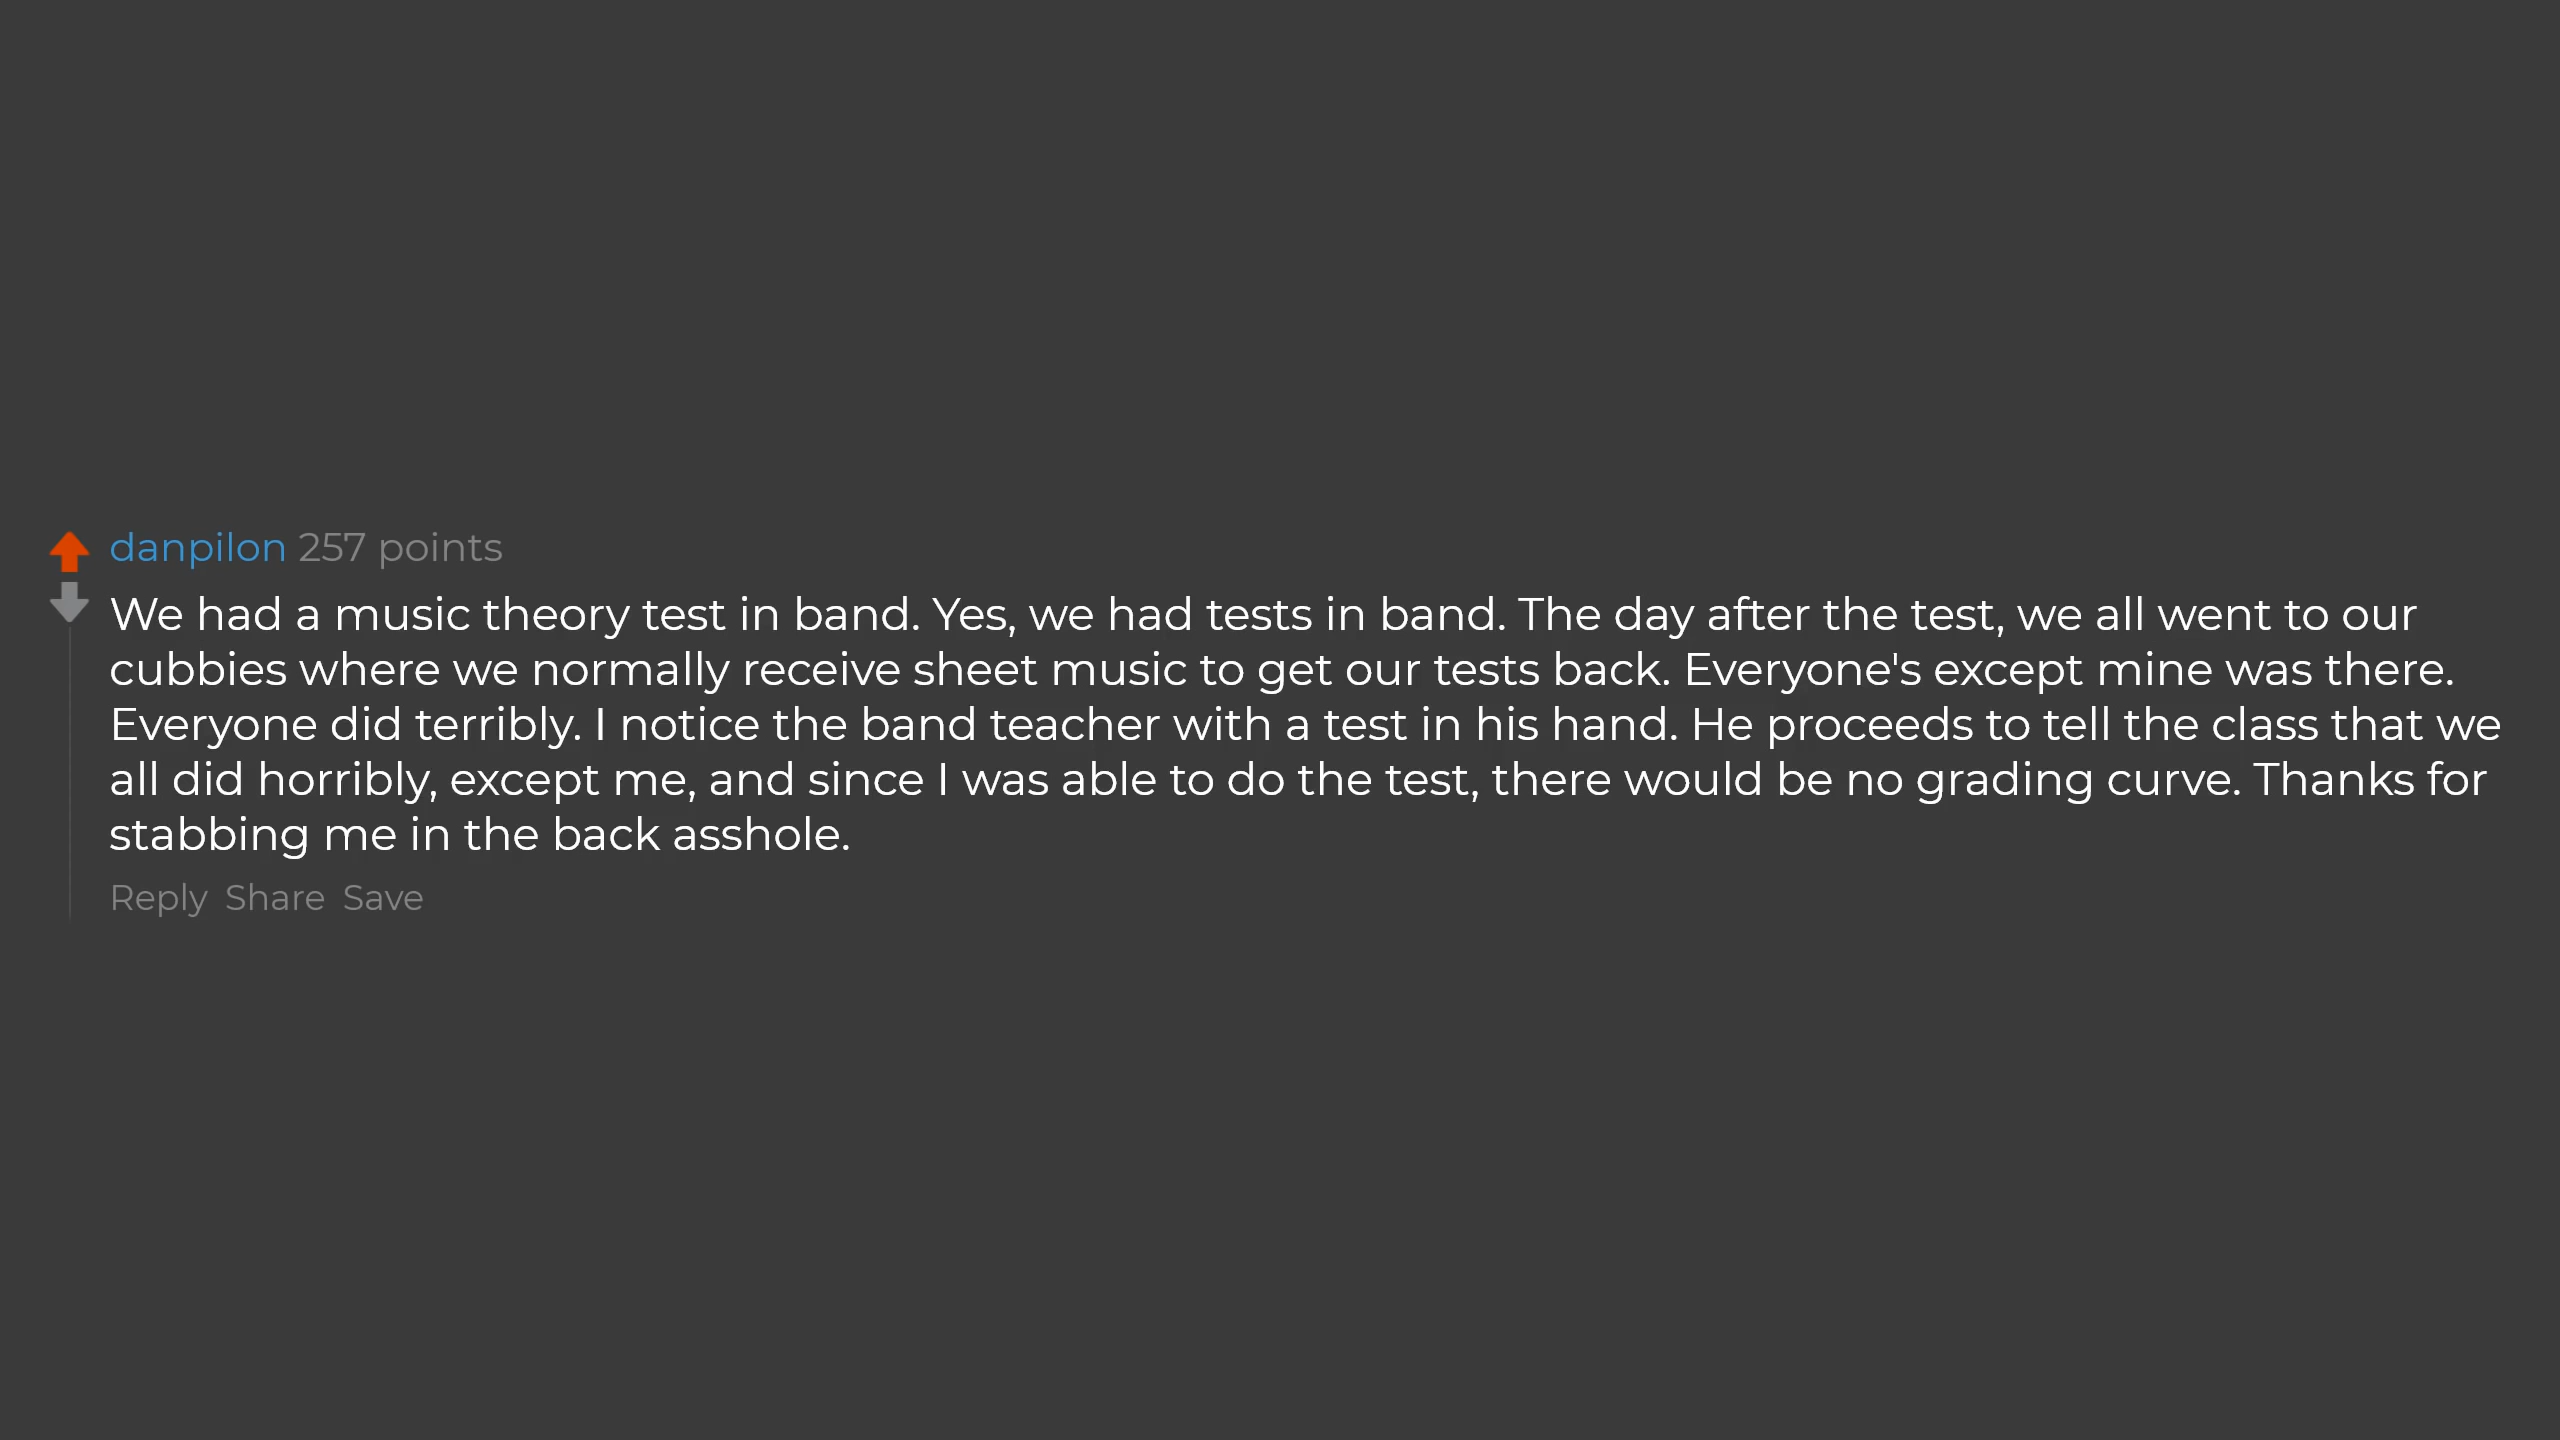 danpilon 257 points
We had a music theory test in band. Yes, we had tests in band. The day after the test, we all went to our
cubbies where we normally receive sheet music to get our tests back. Everyone's except mine was there.
Everyone did terribly. I notice the band teacher with a test in his hand. He proceeds to tell the class that we
all did horribly, except me, and since I was able to do the test, there would be no grading curve. Thanks for
stabbing me in the back asshole.
Reply Share Save